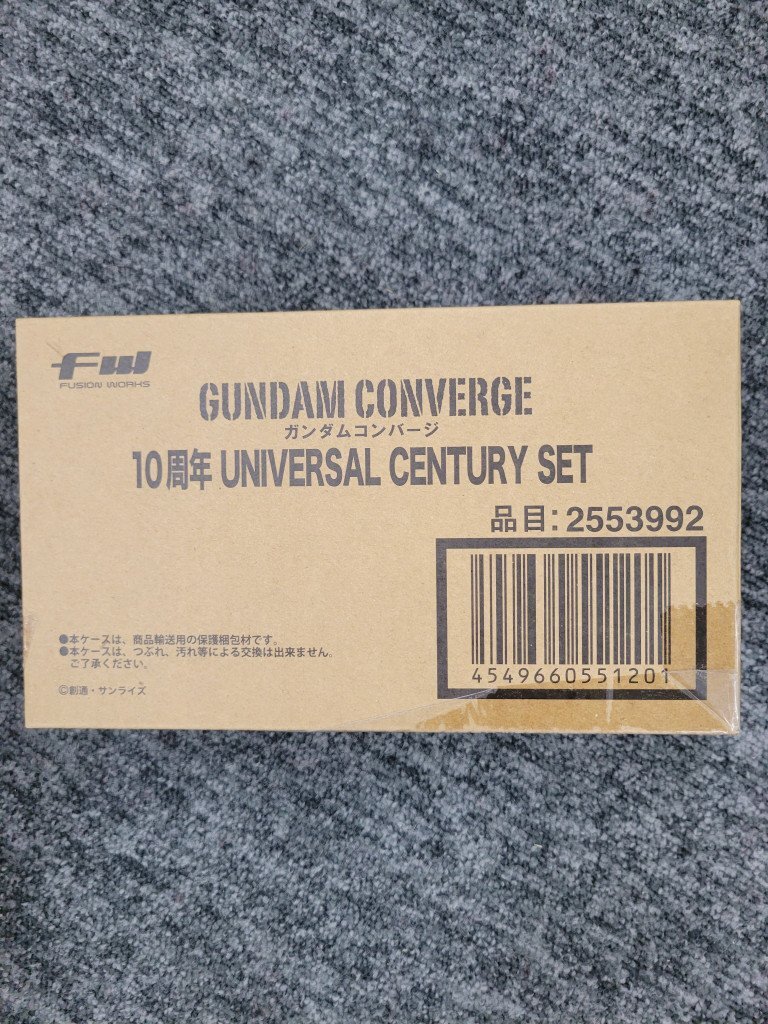 FW
FUSION WORKS
GUNDAM CONVERGE
ガンダムコンバージ
10周年 UNIVERSAL CENTURY SET
品目:2553992
4549660551201
●本ケースは、商品輸送用の保護梱包材です。
●本ケースは、つぶれ、汚れ等による交換は出来ません。
ご了承ください。
©創通・サンライズ